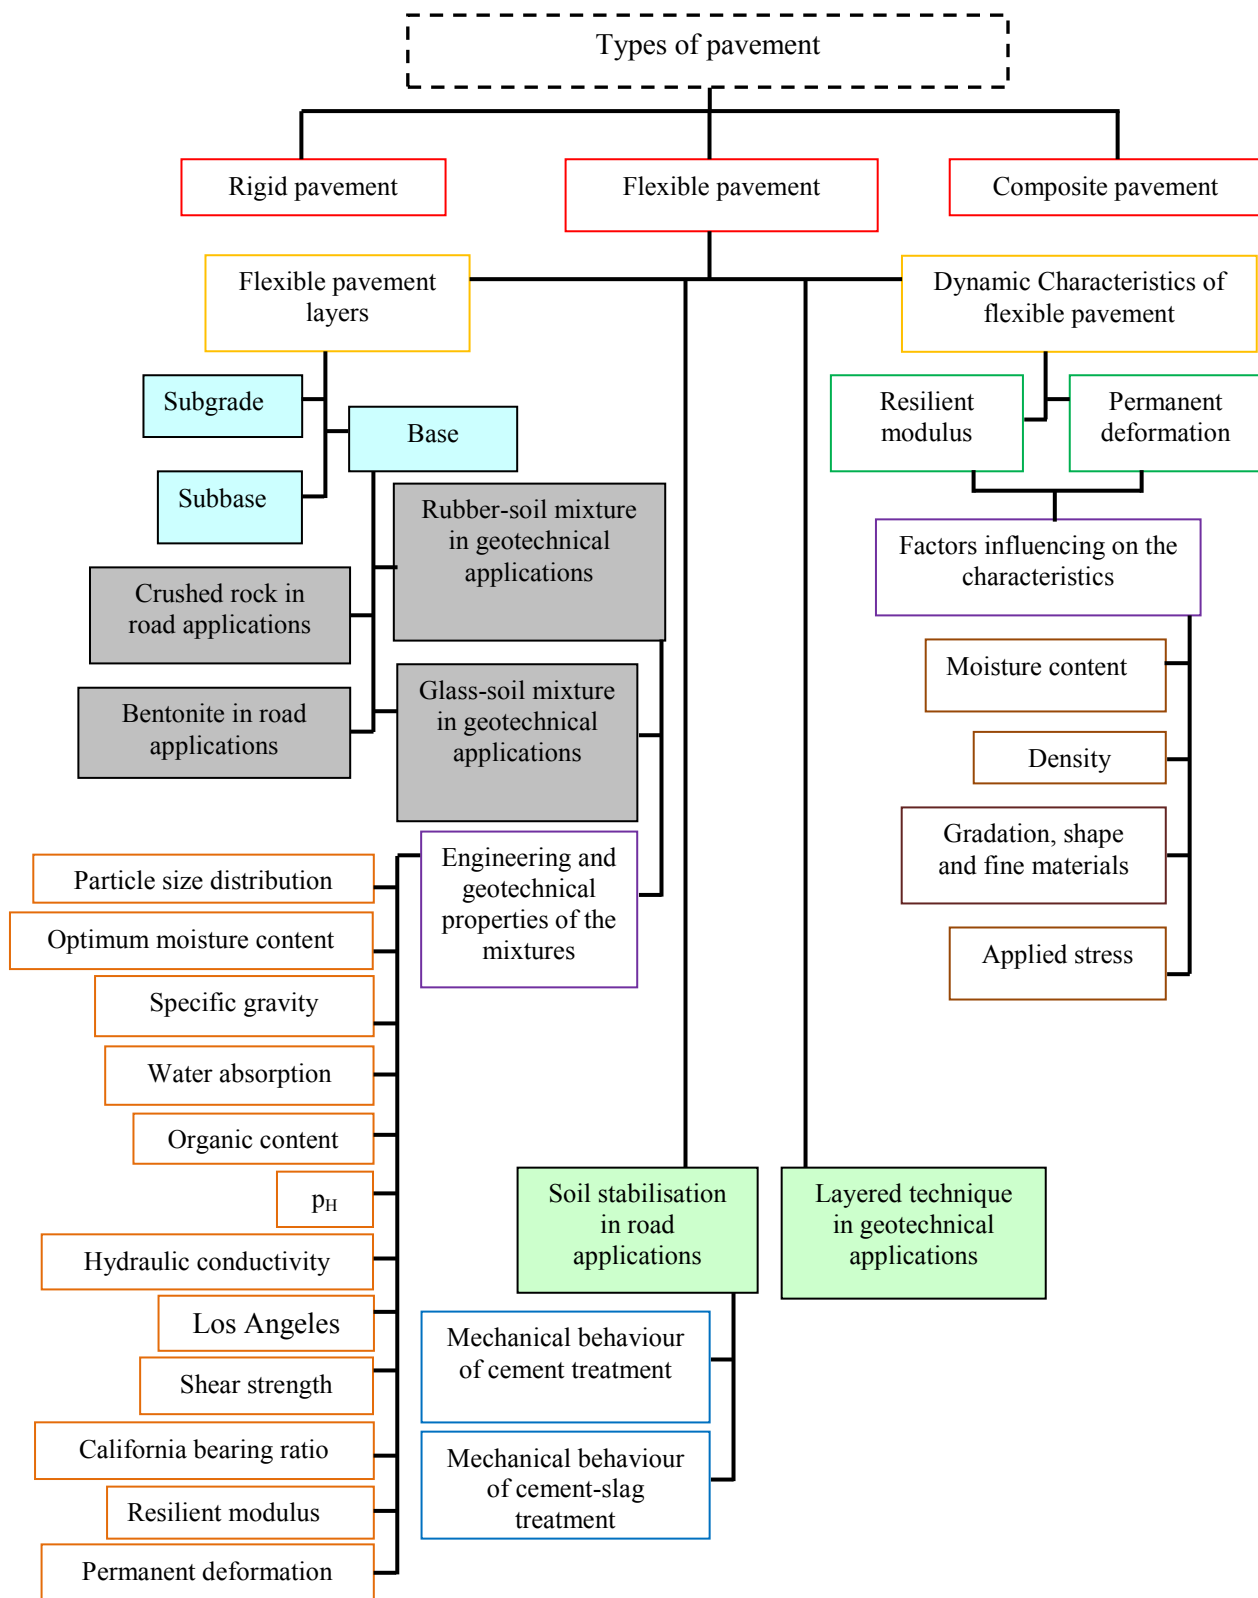 Types of pavement
Rigid pavement
Flexible pavement
Composite pavement
Flexible pavement
layers
Dynamic Characteristics of
flexible pavement
Subgrade
Base
Subbase
Resilient
modulus
Permanent
deformation
Rubber-soil mixture
in geotechnical
applications
Crushed rock in
road applications
Glass-soil mixture
in geotechnical
applications
Bentonite in road
applications
Factors influencing on the
characteristics
Moisture content
Density
Gradation, shape
and fine materials
Applied stress
Engineering and
geotechnical
properties of the
mixtures
Particle size distribution
Optimum moisture content
Specific gravity
Water absorption
Organic content
pH
Hydraulic conductivity
Los Angeles
Shear strength
California bearing ratio
Resilient modulus
Permanent deformation
Soil stabilisation
in road
applications
Layered technique
in geotechnical
applications
Mechanical behaviour
of cement treatment
Mechanical behaviour
of cement-slag
treatment